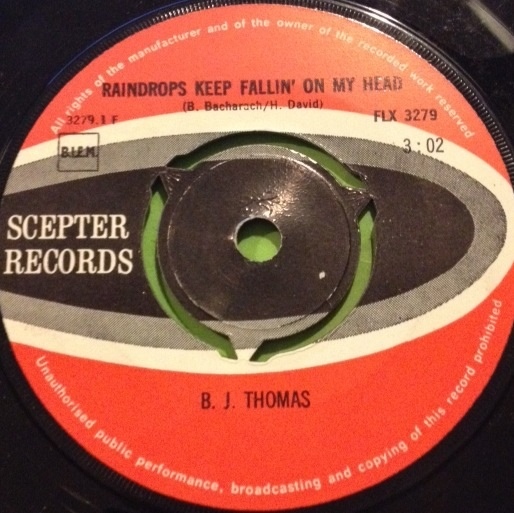 All rights of the manufacturer and of the owner of the recorded work reserved
RAINDROPS KEEP FALLIN' ON MY HEAD
(B. Bacharach/H. David)
3279.1 F
FLX 3279
B.I.E.M.
3:02
SCEPTER
RECORDS
B. J. THOMAS
Unauthorised public performance, broadcasting and copying of this record prohibited